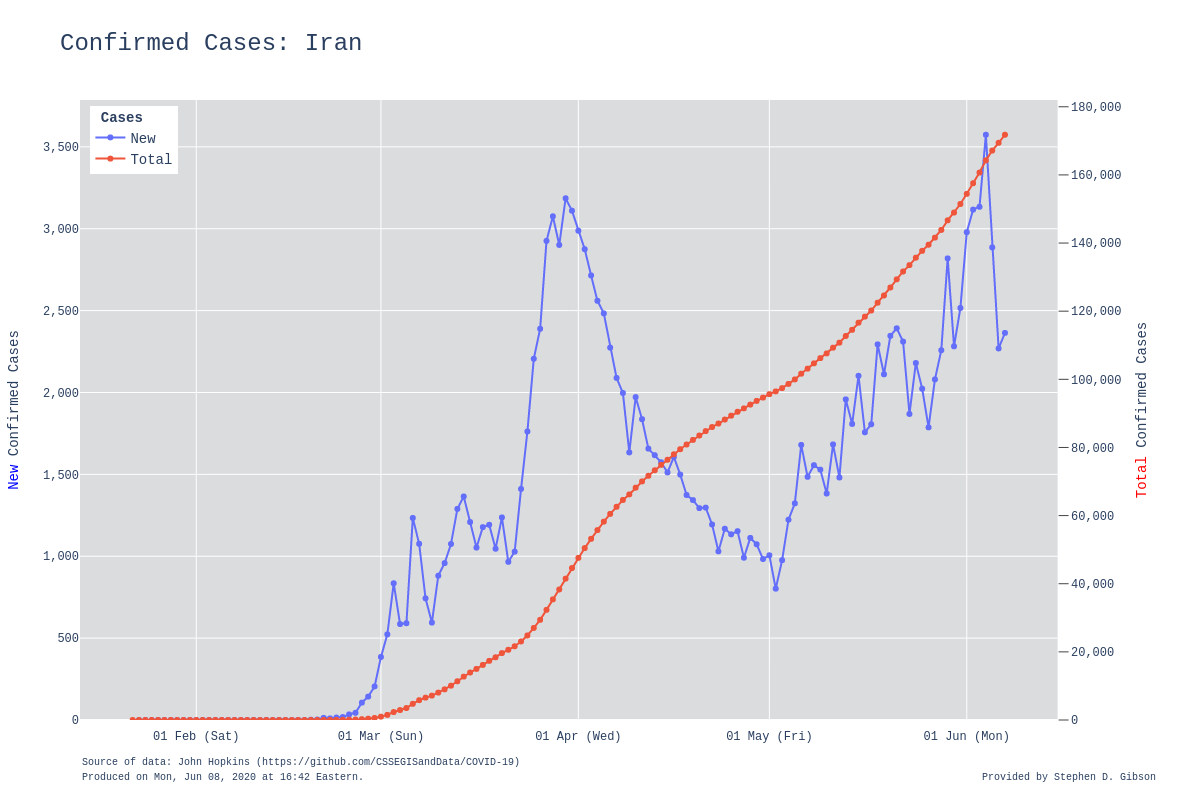 Confirmed Cases: Iran
Cases
New
Total
3,500
3,000
2,500
2,000
1,500
1,000
500
0
New Confirmed Cases
180,000
160,000
140,000
120,000
100,000
80,000
60,000
40,000
20,000
0
Total Confirmed Cases
01 Feb (Sat)
01 Mar (Sun)
01 Apr (Wed)
01 May (Fri)
01 Jun (Mon)
Source of data: John Hopkins (https://github.com/CSSEGISandData/COVID-19)
Produced on Mon, Jun 08, 2020 at 16:42 Eastern.
Provided by Stephen D. Gibson